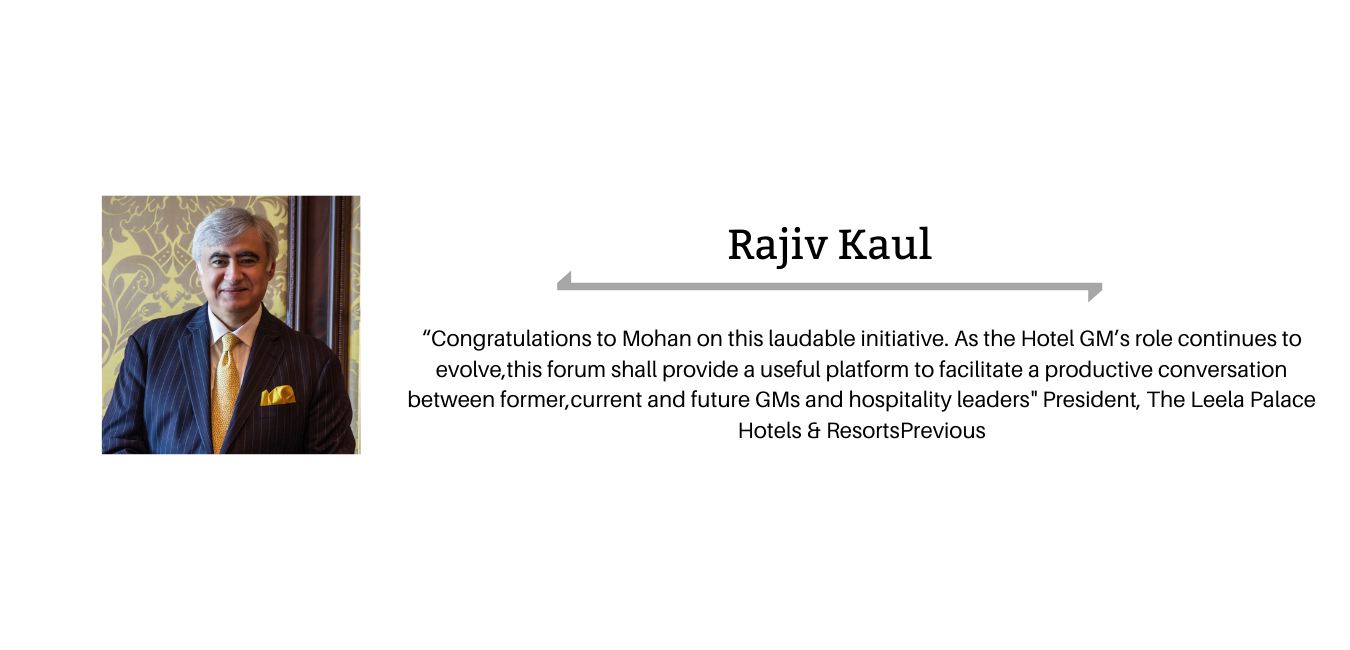 Rajiv Kaul
“Congratulations to Mohan on this laudable initiative. As the Hotel GM’s role continues to
evolve,this forum shall provide a useful platform to facilitate a productive conversation
between former,current and future GMs and hospitality leaders" President, The Leela Palace
Hotels & ResortsPrevious